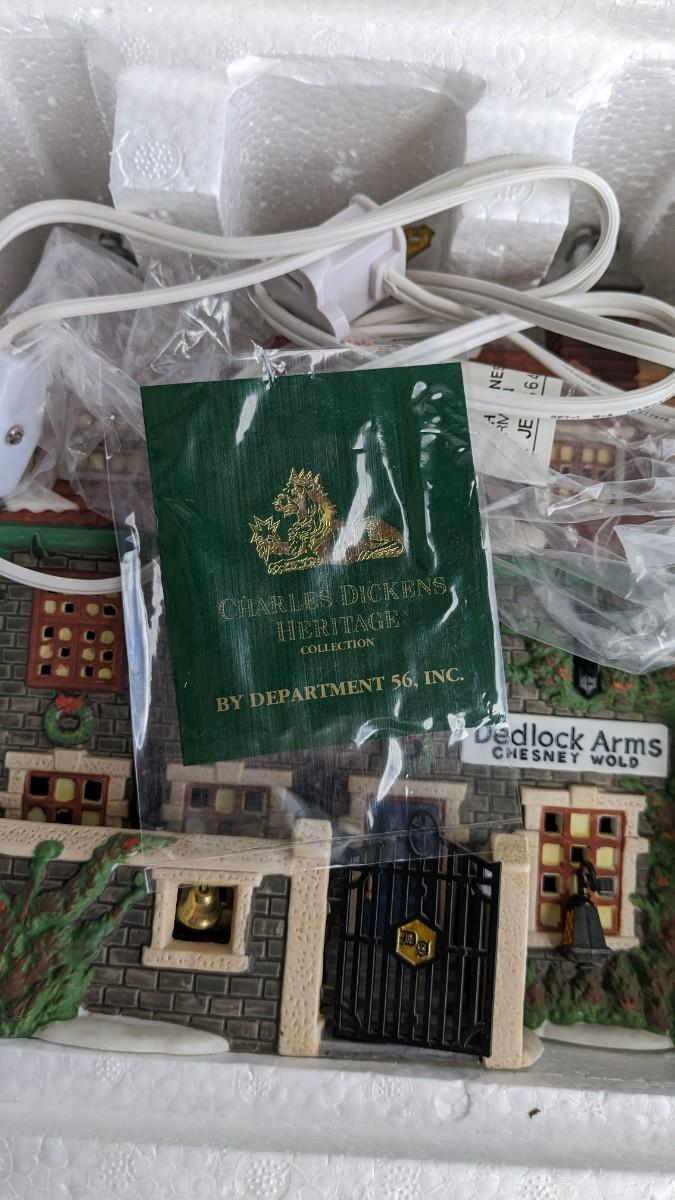 CHARLES DICKENS
HERITAGE
COLLECTION
BY DEPARTMENT 56, INC.
Dedlock Arms
CHESNEY WOLD